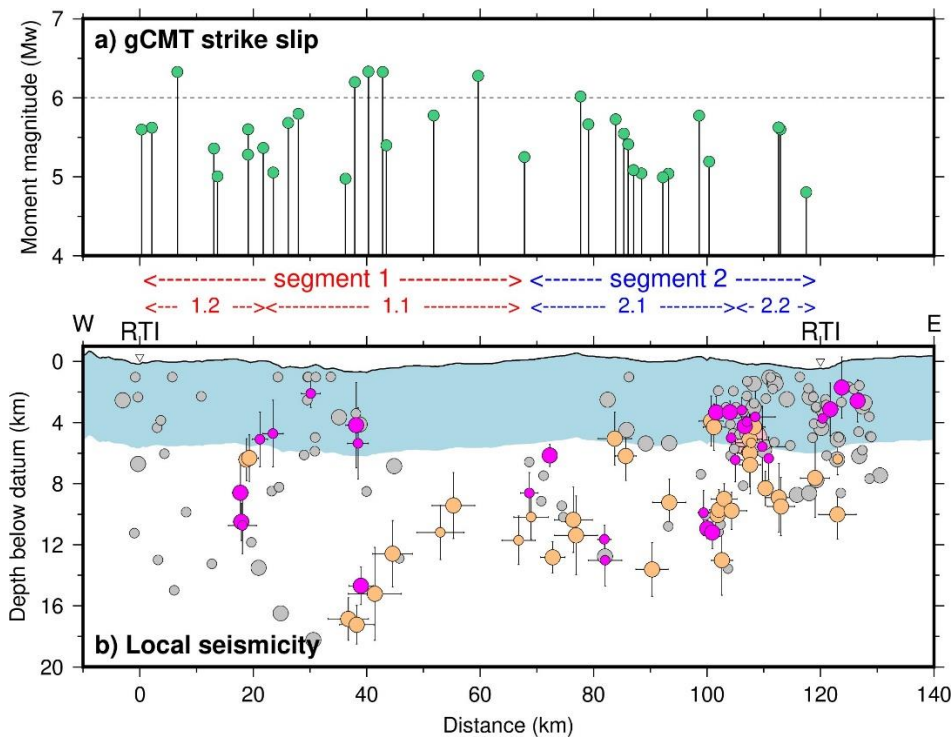 a) gCMT strike slip
Moment magnitude (Mw)
7
6
5
4
<------------- segment 1 ------------->
<----------- segment 2 ----------->
<--- 1.2 --->
<------------- 1.1 ------------->
<---------- 2.1 ---------->
<--- 2.2 --->
W
RTI
RTI
E
Depth below datum (km)
0
4
8
12
16
20
b) Local seismicity
0 20 40 60 80 100 120 140
Distance (km)